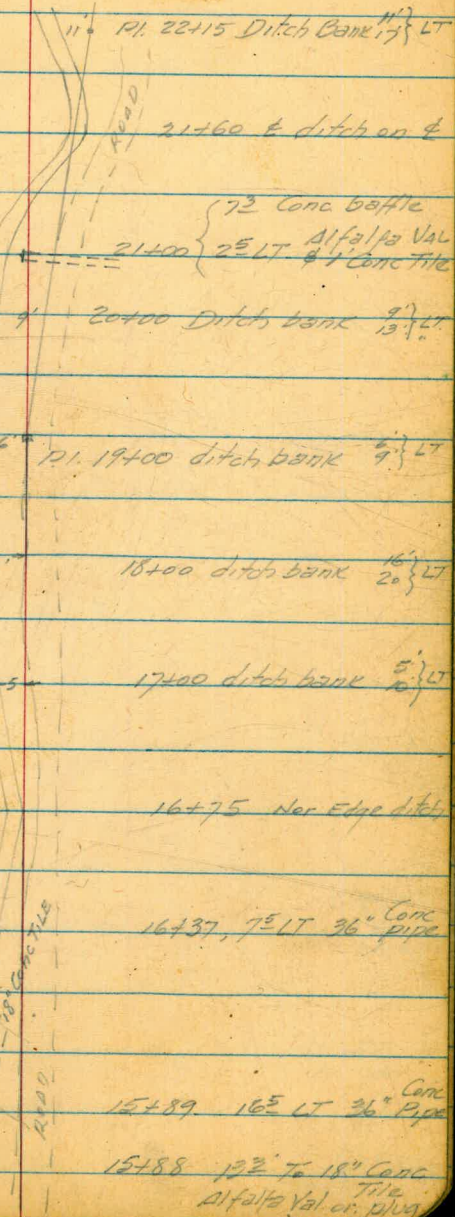 11' P.I. 22+15 Ditch Bank 11' 17' } LT
ROAD
21+60 ⅊ ditch on ⅊
7³ Conc baffle
21+00 { 2⁵ LT Alfalfa VAL
& 1' Conc Tile
9' 20+00 Ditch bank 9' 13' } LT
6' P.I. 19+00 ditch bank 6' 9' } LT
18+00 ditch bank 16' 20 } LT
5 17+00 ditch bank 5' 10' } LT
16+75 Nor Edge ditch
16+37, 7⁵ LT 36" Conc pipe
18" Conc TILE
ROAD
15+89 16⁵ LT 36" Conc Pipe
15+88 To 18" Conc Tile
Alfalfa Val. or plug